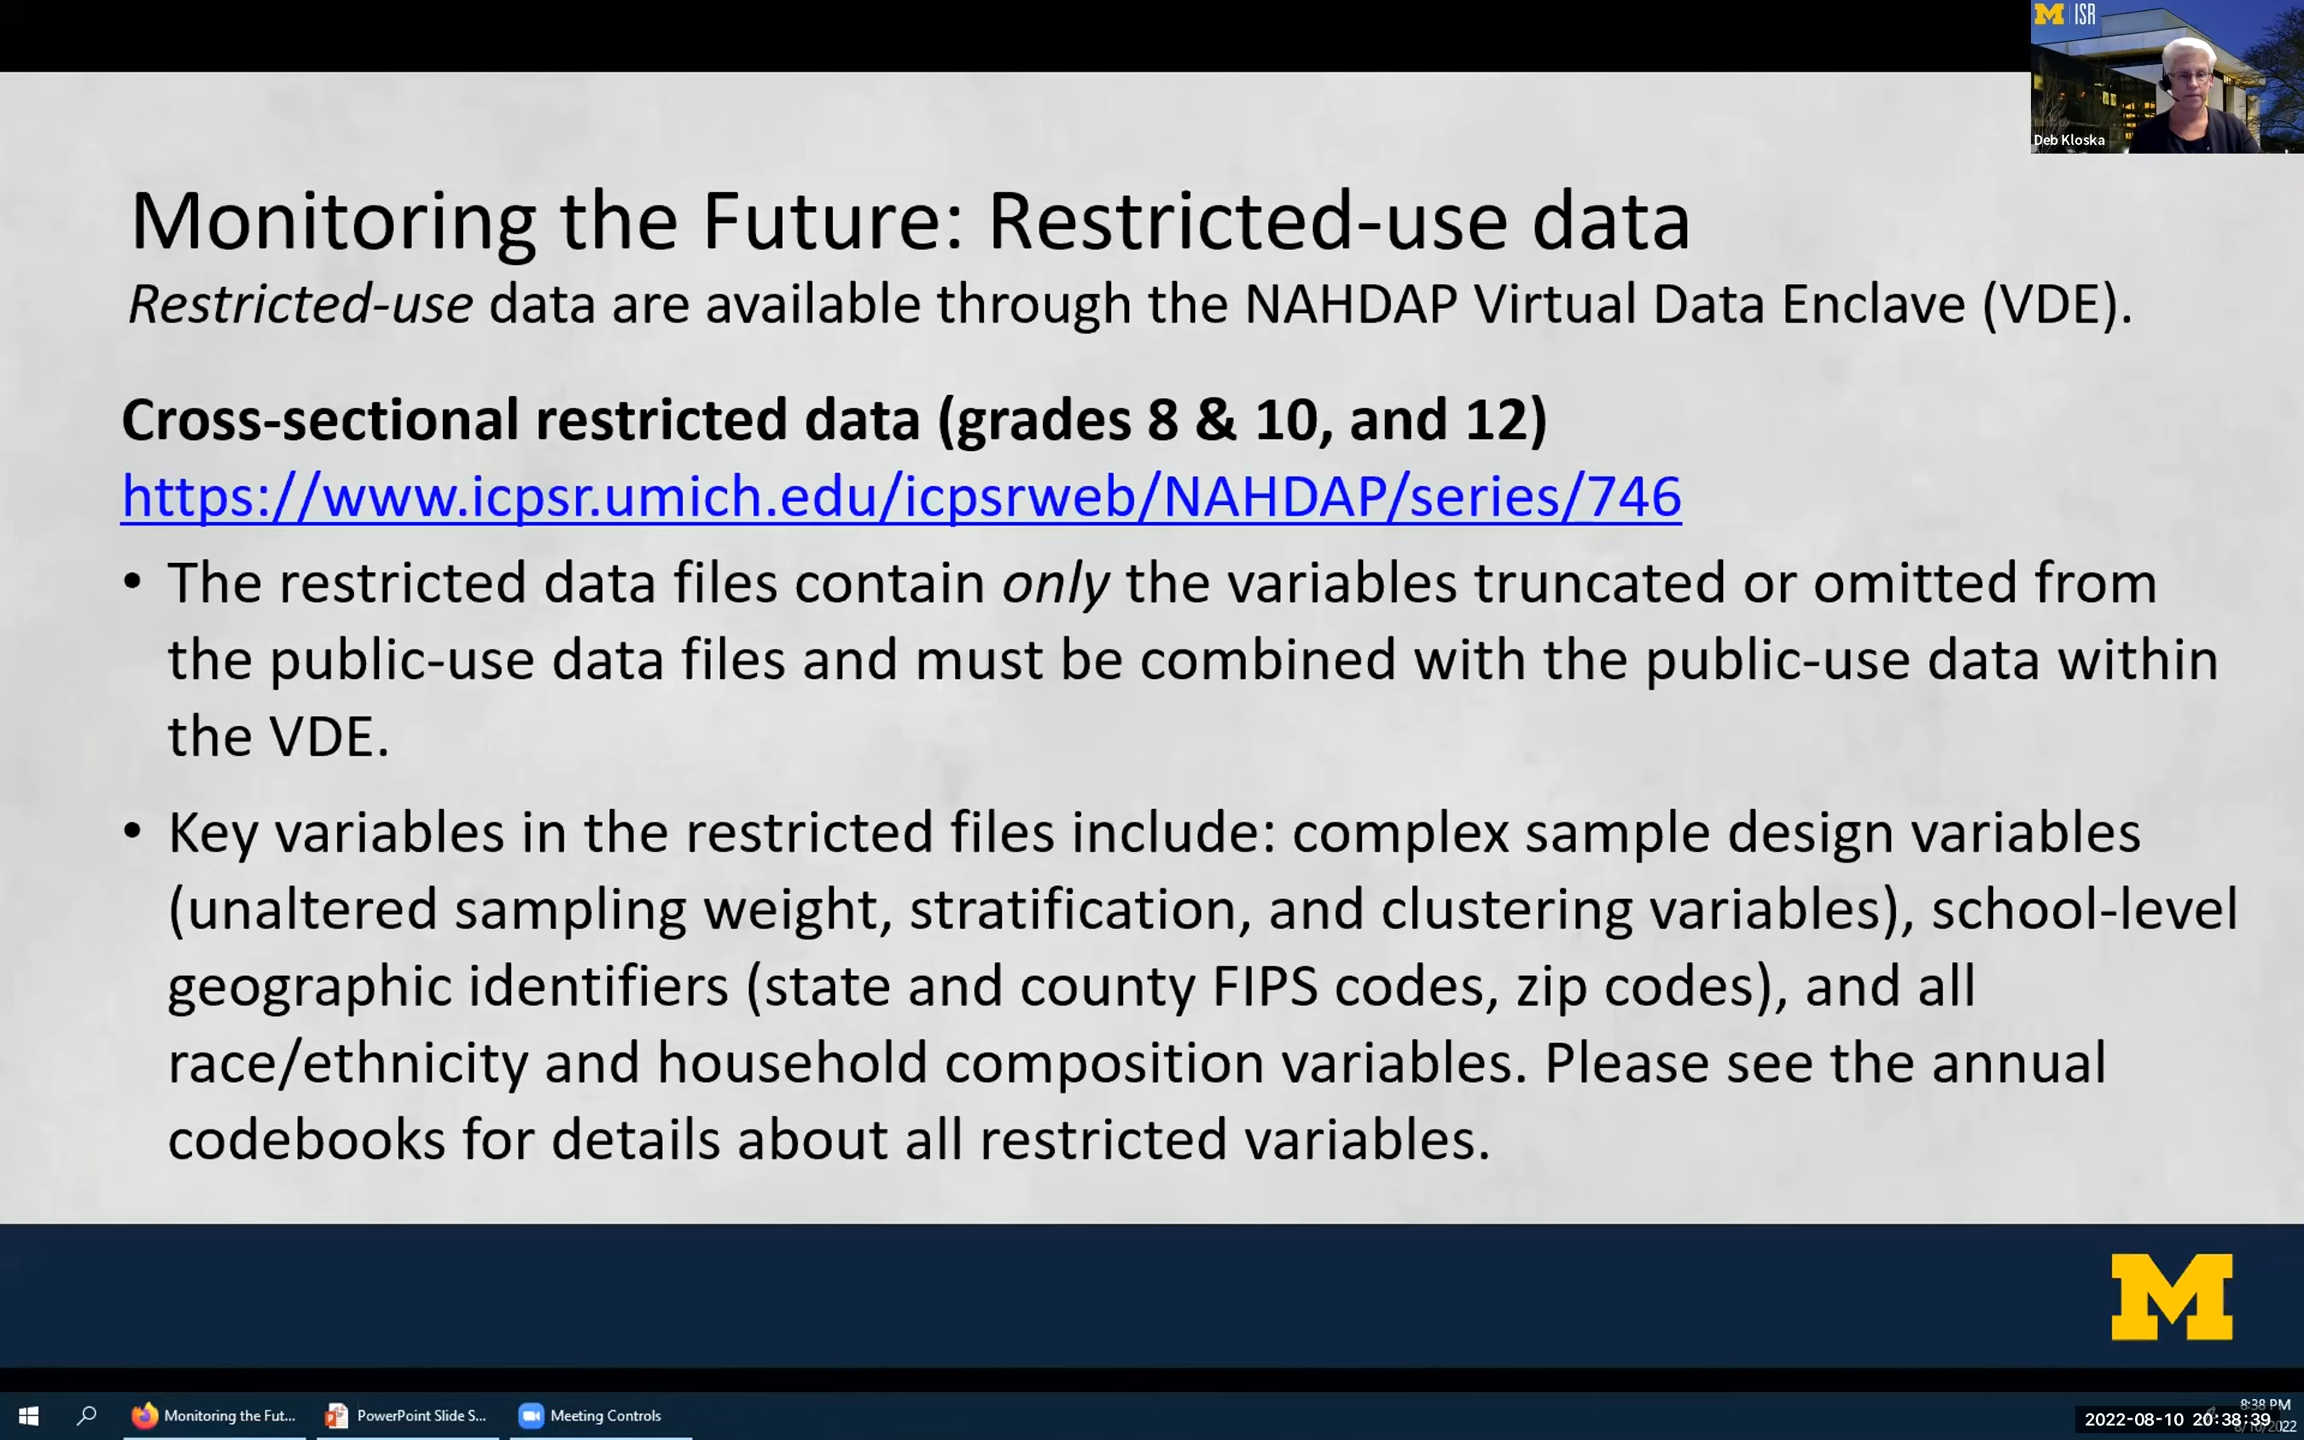 M | ISR
Deb Kloska
Monitoring the Future: Restricted-use data
Restricted-use data are available through the NAHDAP Virtual Data Enclave (VDE).
Cross-sectional restricted data (grades 8 & 10, and 12)
https://www.icpsr.umich.edu/icpsrweb/NAHDAP/series/746
• The restricted data files contain only the variables truncated or omitted from
the public-use data files and must be combined with the public-use data within
the VDE.
• Key variables in the restricted files include: complex sample design variables
(unaltered sampling weight, stratification, and clustering variables), school-level
geographic identifiers (state and county FIPS codes, zip codes), and all
race/ethnicity and household composition variables. Please see the annual
codebooks for details about all restricted variables.
M
Monitoring the Fut...
PowerPoint Slide S...
Meeting Controls
8:38 PM
2022-08-10 20:38:39